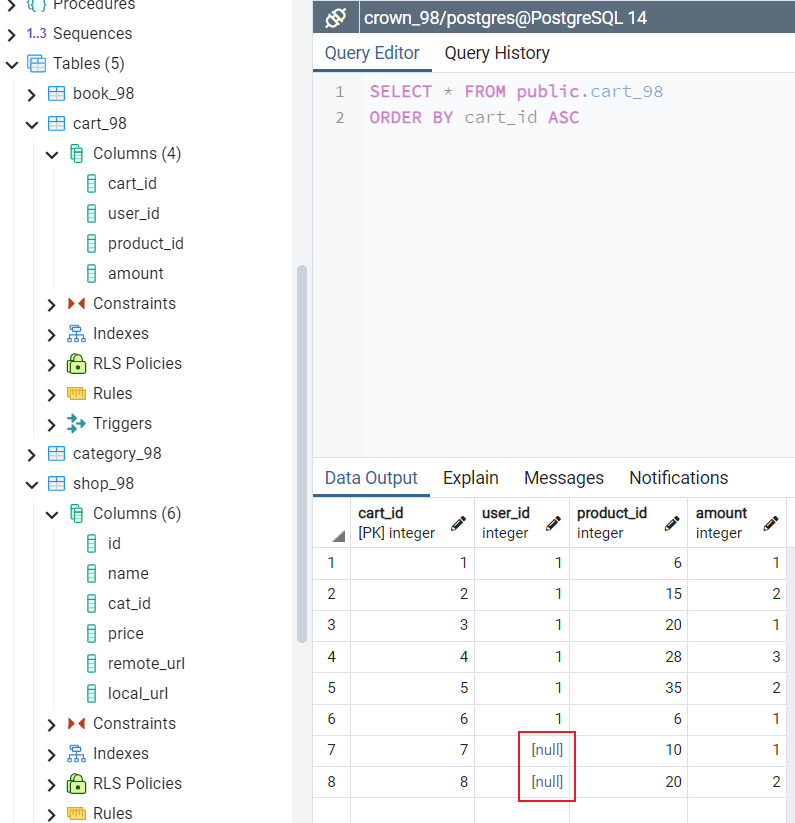 Procedures
1..3 Sequences
Tables (5)
book_98
cart_98
Columns (4)
cart_id
user_id
product_id
amount
Constraints
Indexes
RLS Policies
Rules
Triggers
category_98
shop_98
Columns (6)
id
name
cat_id
price
remote_url
local_url
Constraints
Indexes
RLS Policies
Rules
crown_98/postgres@PostgreSQL 14
Query Editor Query History
1 SELECT * FROM public.cart_98
2 ORDER BY cart_id ASC
Data Output Explain Messages Notifications
cart_id user_id product_id amount
[PK] integer integer integer integer
1 1 1 6 1
2 2 1 15 2
3 3 1 20 1
4 4 1 28 3
5 5 1 35 2
6 6 1 6 1
7 7 [null] 10 1
8 8 [null] 20 2